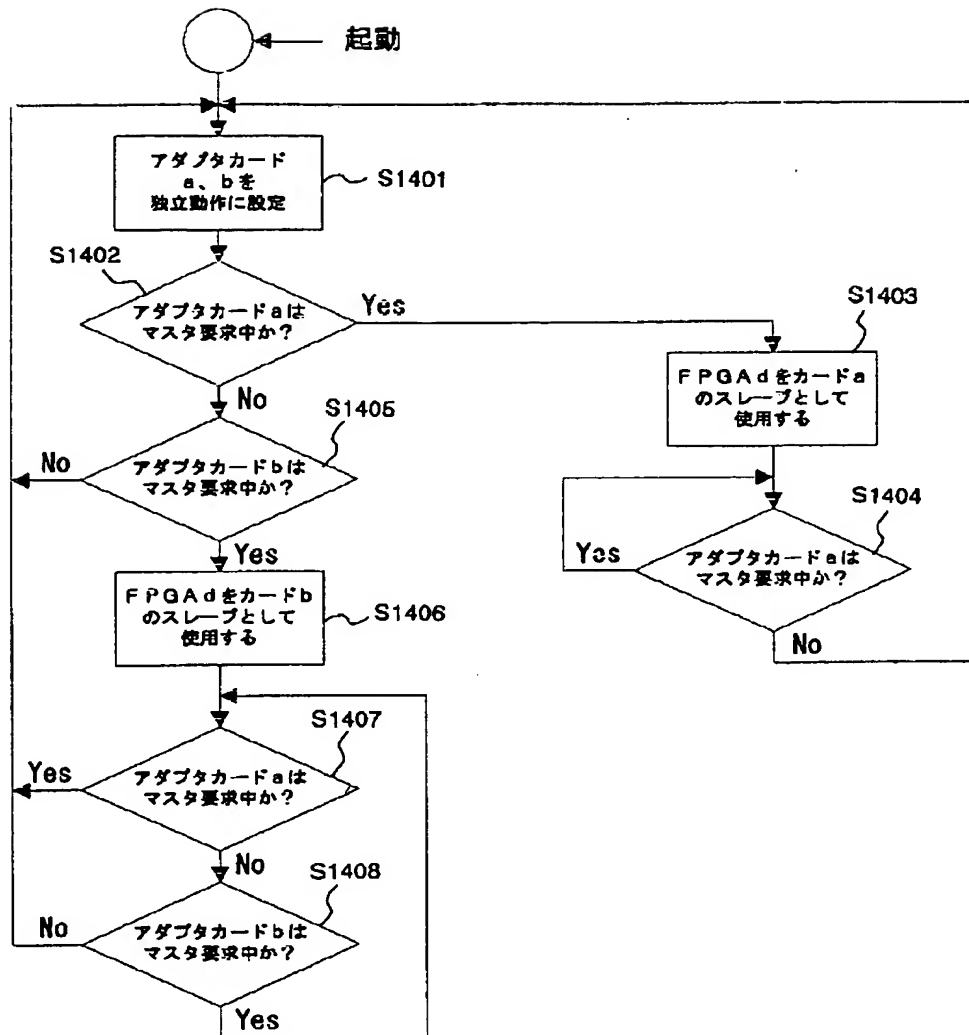 起動
アダプタカード
a、bを
独立動作に設定
S1401
S1402
アダプタカードaは
マスタ要求中か？
Yes
No
S1403
FPGAdをカードa
のスレーブとして
使用する
S1404
アダプタカードaは
マスタ要求中か？
Yes
No
S1405
アダプタカードbは
マスタ要求中か？
No
Yes
FPGAdをカードb
のスレーブとして
使用する
S1406
S1407
アダプタカードaは
マスタ要求中か？
Yes
No
S1408
アダプタカードbは
マスタ要求中か？
No
Yes